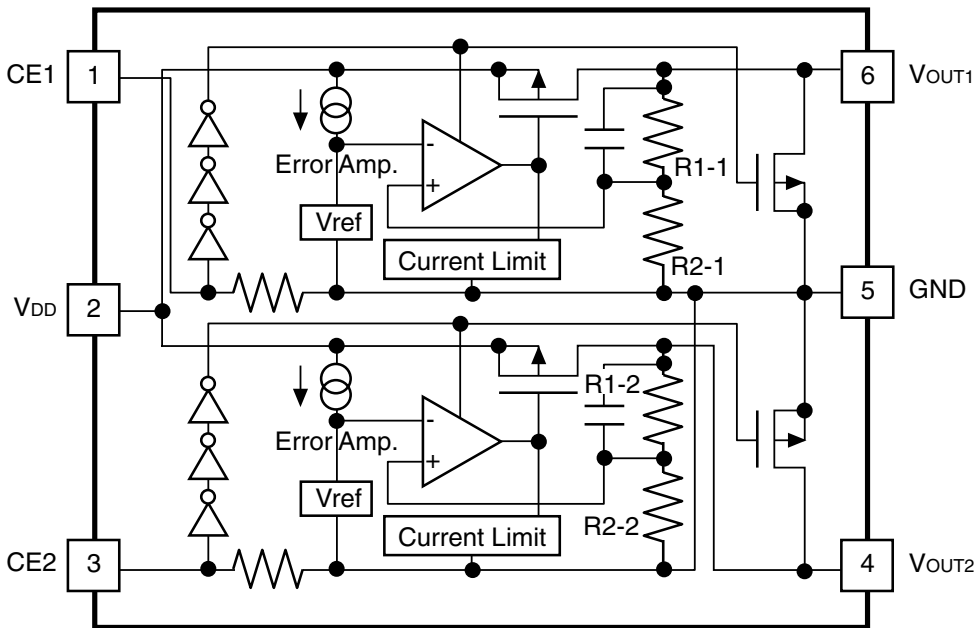 CE1 1 6 VOUT1
Error Amp. - R1-1
+
Vref
Current Limit R2-1
VDD 2 5 GND
R1-2
Error Amp. -
+
Vref
Current Limit R2-2
CE2 3 4 VOUT2